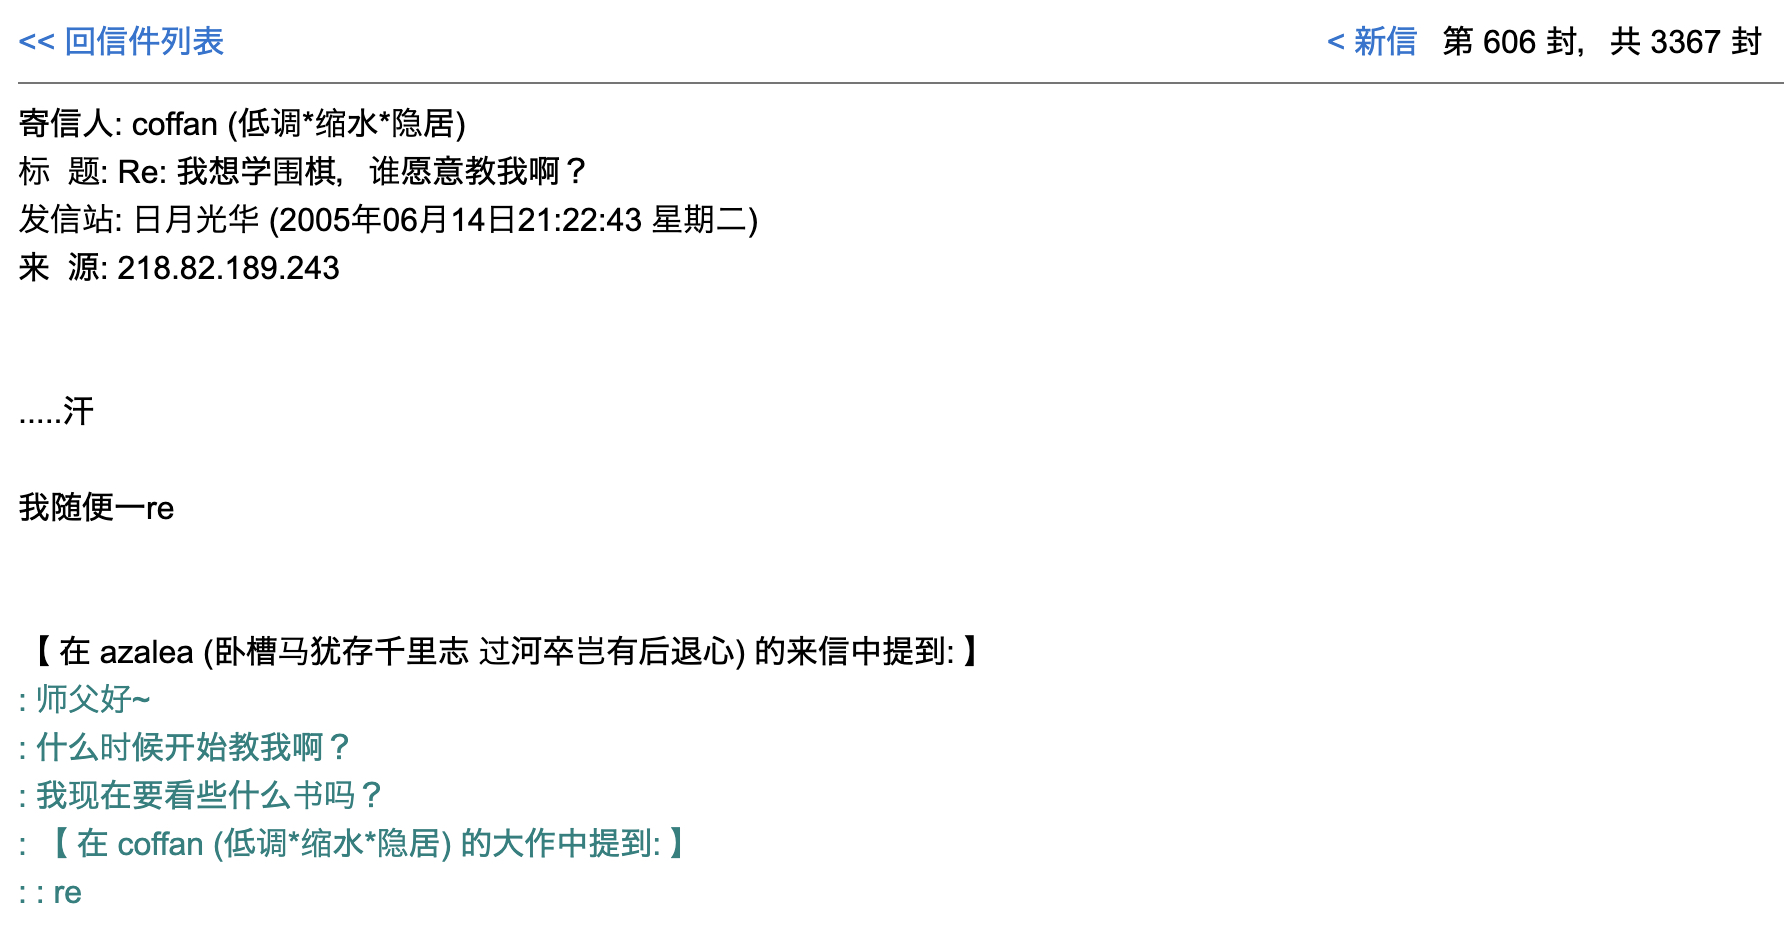 << 回信件列表
< 新信 第 606 封, 共 3367 封
寄信人: coffan (低调*缩水*隐居)
标 题: Re: 我想学围棋, 谁愿意教我啊？
发信站: 日月光华 (2005年06月14日21:22:43 星期二)
来 源: 218.82.189.243
.....汗
我随便一re
【 在 azalea (卧槽马犹存千里志 过河卒岂有后退心) 的来信中提到: 】
: 师父好~
: 什么时候开始教我啊？
: 我现在要看些什么书吗？
: 【 在 coffan (低调*缩水*隐居) 的大作中提到: 】
: : re